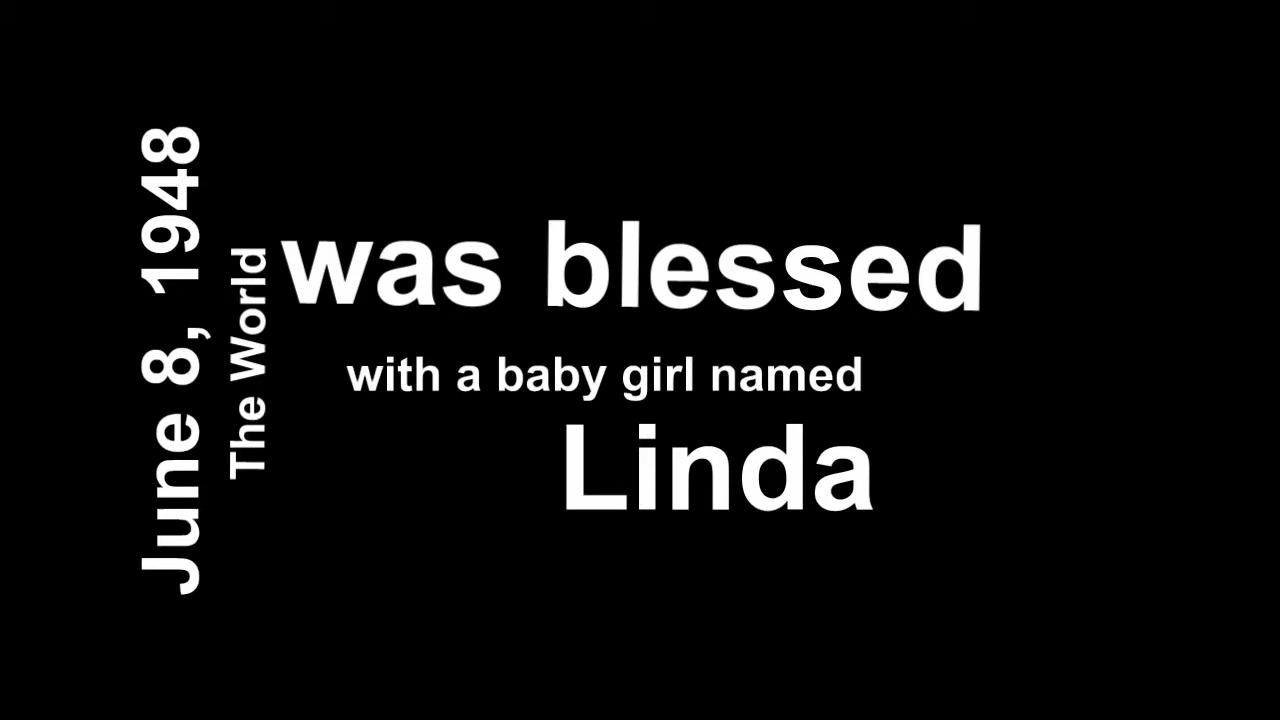 June 8, 1948
The World
was blessed
with a baby girl named
Linda